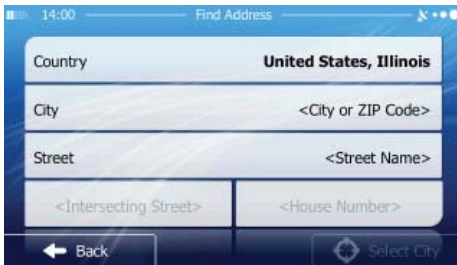 14:00 Find Address
Country United States, Illinois
City <City or ZIP Code>
Street <Street Name>
<Intersecting Street> <House Number>
Back Select City